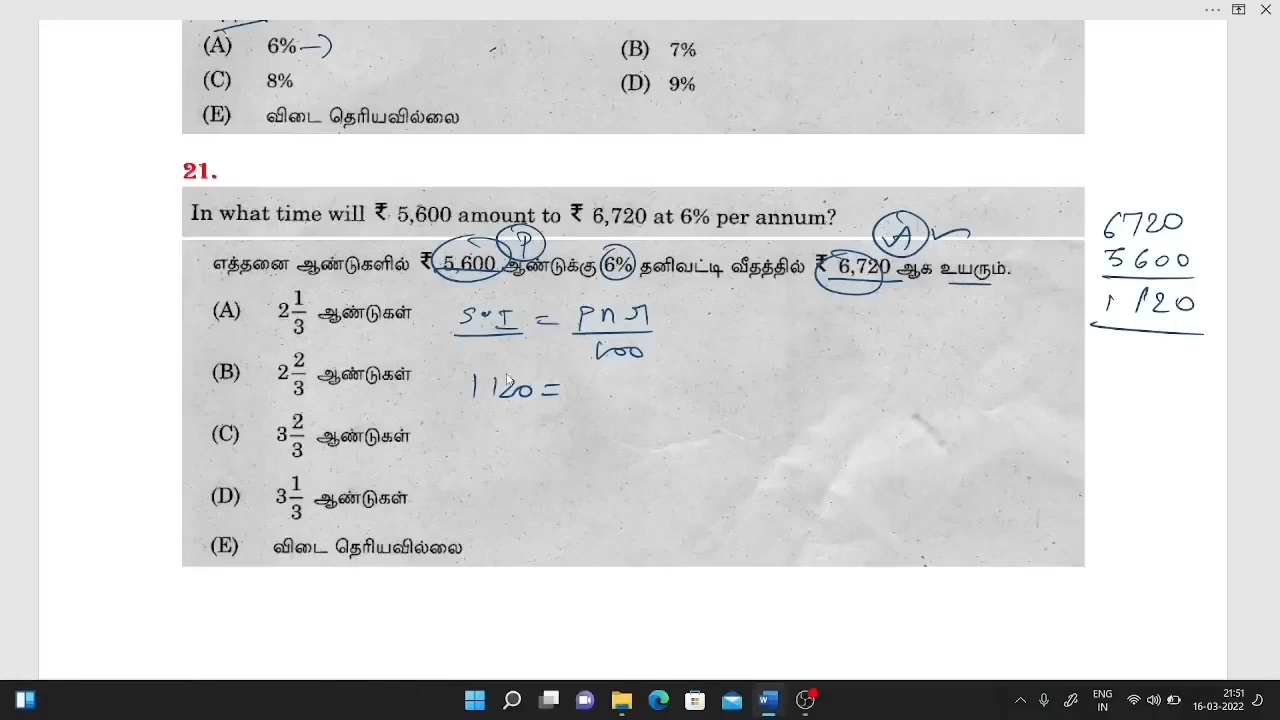 (A) 6%
(B) 7%
(C) 8%
(D) 9%
(E) விடை தெரியவில்லை
21.
In what time will ₹ 5,600 amount to ₹ 6,720 at 6% per annum?
P
A
எத்தனை ஆண்டுகளில் ₹ 5,600 ஆண்டுக்கு 6% தனிவட்டி வீதத்தில் ₹ 6,720 ஆக உயரும்.
6720
5600
1120
(A) 2 1/3 ஆண்டுகள்
S.I = Pnr
100
(B) 2 2/3 ஆண்டுகள்
1120 =
(C) 3 2/3 ஆண்டுகள்
(D) 3 1/3 ஆண்டுகள்
(E) விடை தெரியவில்லை
ENG
IN
21:51
16-03-2022